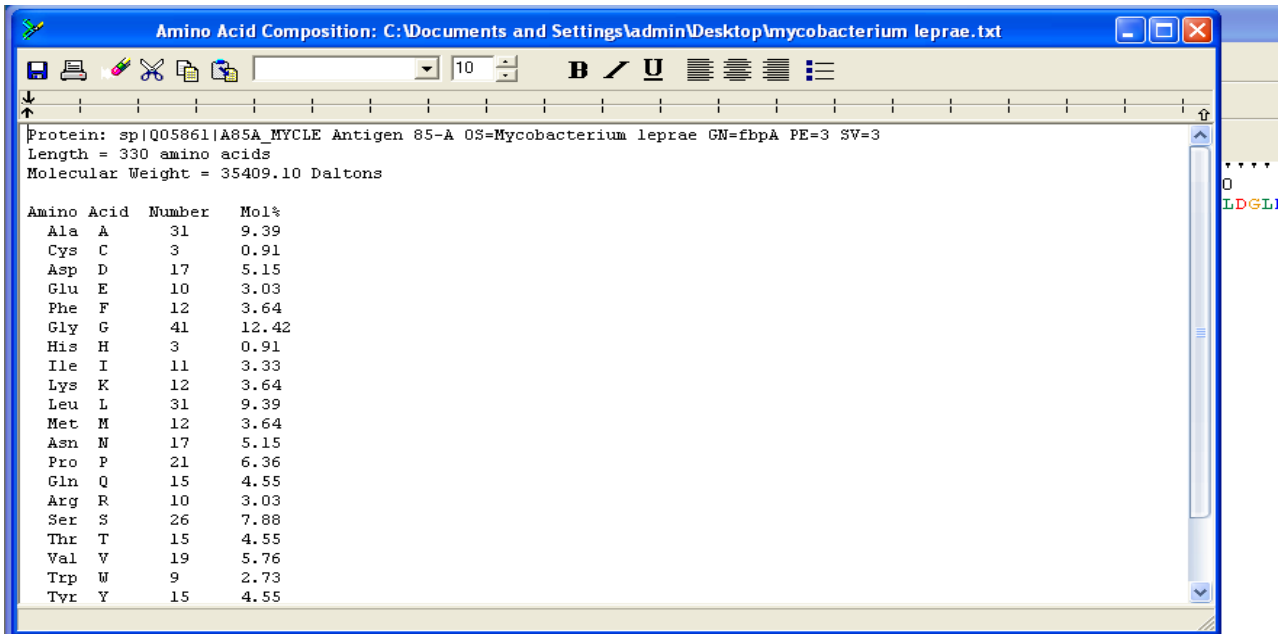 Amino Acid Composition: C:\Documents and Settings\admin\Desktop\mycobacterium leprae.txt
10 B I U
Protein: sp|Q05861|A85A_MYCLE Antigen 85-A OS=Mycobacterium leprae GN=fbpA PE=3 SV=3
Length = 330 amino acids
Molecular Weight = 35409.10 Daltons
Amino Acid Number Mol%
Ala A 31 9.39
Cys C 3 0.91
Asp D 17 5.15
Glu E 10 3.03
Phe F 12 3.64
Gly G 41 12.42
His H 3 0.91
Ile I 11 3.33
Lys K 12 3.64
Leu L 31 9.39
Met M 12 3.64
Asn N 17 5.15
Pro P 21 6.36
Gln Q 15 4.55
Arg R 10 3.03
Ser S 26 7.88
Thr T 15 4.55
Val V 19 5.76
Trp W 9 2.73
Tyr Y 15 4.55
0
LDGL